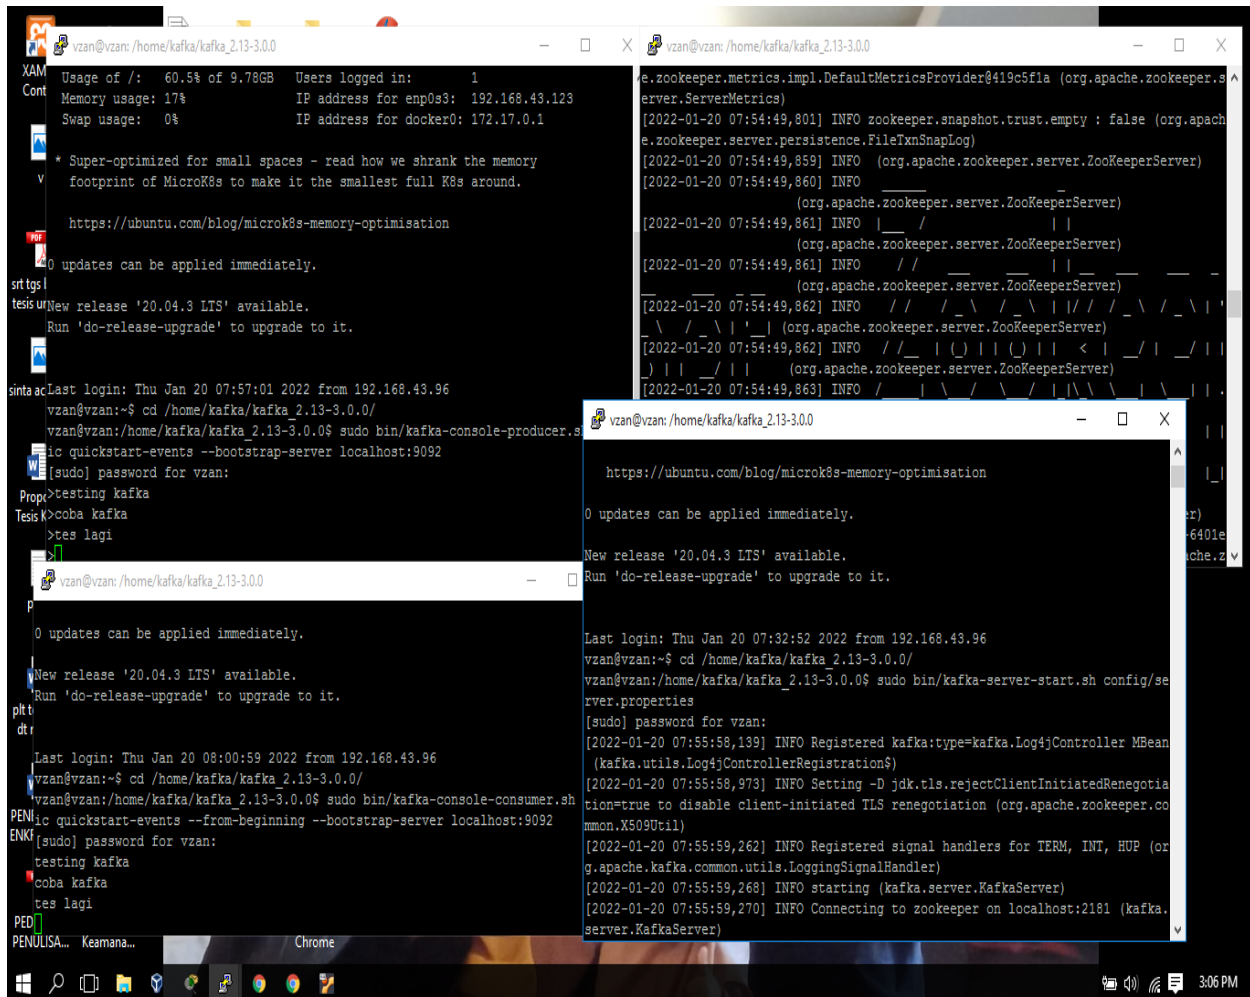 XAM
Cont
v
PDF
srt tgs
tesis ur
sinta ac
Prop
Tesis K
plt t
dt r
PENI
ENKF
PED
PENULISA...
Keamana...
Chrome
vzan@vzan: /home/kafka/kafka_2.13-3.0.0
Usage of /: 60.5% of 9.78GB Users logged in: 1
Memory usage: 17% IP address for enp0s3: 192.168.43.123
Swap usage: 0% IP address for docker0: 172.17.0.1
* Super-optimized for small spaces - read how we shrank the memory
footprint of MicroK8s to make it the smallest full K8s around.
https://ubuntu.com/blog/microk8s-memory-optimisation
0 updates can be applied immediately.
New release '20.04.3 LTS' available.
Run 'do-release-upgrade' to upgrade to it.
Last login: Thu Jan 20 07:57:01 2022 from 192.168.43.96
vzan@vzan:~$ cd /home/kafka/kafka_2.13-3.0.0/
vzan@vzan:/home/kafka/kafka_2.13-3.0.0$ sudo bin/kafka-console-producer.s
ic quickstart-events --bootstrap-server localhost:9092
[sudo] password for vzan:
>testing kafka
>coba kafka
>tes lagi
>
vzan@vzan: /home/kafka/kafka_2.13-3.0.0
e.zookeeper.metrics.impl.DefaultMetricsProvider@419c5f1a (org.apache.zookeeper.s
erver.ServerMetrics)
[2022-01-20 07:54:49,801] INFO zookeeper.snapshot.trust.empty : false (org.apach
e.zookeeper.server.persistence.FileTxnSnapLog)
[2022-01-20 07:54:49,859] INFO (org.apache.zookeeper.server.ZooKeeperServer)
[2022-01-20 07:54:49,860] INFO
(org.apache.zookeeper.server.ZooKeeperServer)
[2022-01-20 07:54:49,861] INFO
(org.apache.zookeeper.server.ZooKeeperServer)
[2022-01-20 07:54:49,861] INFO
(org.apache.zookeeper.server.ZooKeeperServer)
[2022-01-20 07:54:49,862] INFO
(org.apache.zookeeper.server.ZooKeeperServer)
[2022-01-20 07:54:49,862] INFO
(org.apache.zookeeper.server.ZooKeeperServer)
[2022-01-20 07:54:49,863] INFO
er)
-6401e
che.z
vzan@vzan: /home/kafka/kafka_2.13-3.0.0
0 updates can be applied immediately.
New release '20.04.3 LTS' available.
Run 'do-release-upgrade' to upgrade to it.
Last login: Thu Jan 20 08:00:59 2022 from 192.168.43.96
vzan@vzan:~$ cd /home/kafka/kafka_2.13-3.0.0/
vzan@vzan:/home/kafka/kafka_2.13-3.0.0$ sudo bin/kafka-console-consumer.sh
ic quickstart-events --from-beginning --bootstrap-server localhost:9092
[sudo] password for vzan:
testing kafka
coba kafka
tes lagi
vzan@vzan: /home/kafka/kafka_2.13-3.0.0
https://ubuntu.com/blog/microk8s-memory-optimisation
0 updates can be applied immediately.
New release '20.04.3 LTS' available.
Run 'do-release-upgrade' to upgrade to it.
Last login: Thu Jan 20 07:32:52 2022 from 192.168.43.96
vzan@vzan:~$ cd /home/kafka/kafka_2.13-3.0.0/
vzan@vzan:/home/kafka/kafka_2.13-3.0.0$ sudo bin/kafka-server-start.sh config/se
rver.properties
[sudo] password for vzan:
[2022-01-20 07:55:58,139] INFO Registered kafka:type=kafka.Log4jController MBean
(kafka.utils.Log4jControllerRegistration$)
[2022-01-20 07:55:58,973] INFO Setting -D jdk.tls.rejectClientInitiatedRenegotia
tion=true to disable client-initiated TLS renegotiation (org.apache.zookeeper.co
mmon.X509Util)
[2022-01-20 07:55:59,262] INFO Registered signal handlers for TERM, INT, HUP (or
g.apache.kafka.common.utils.LoggingSignalHandler)
[2022-01-20 07:55:59,268] INFO starting (kafka.server.KafkaServer)
[2022-01-20 07:55:59,270] INFO Connecting to zookeeper on localhost:2181 (kafka.
server.KafkaServer)
3:06 PM